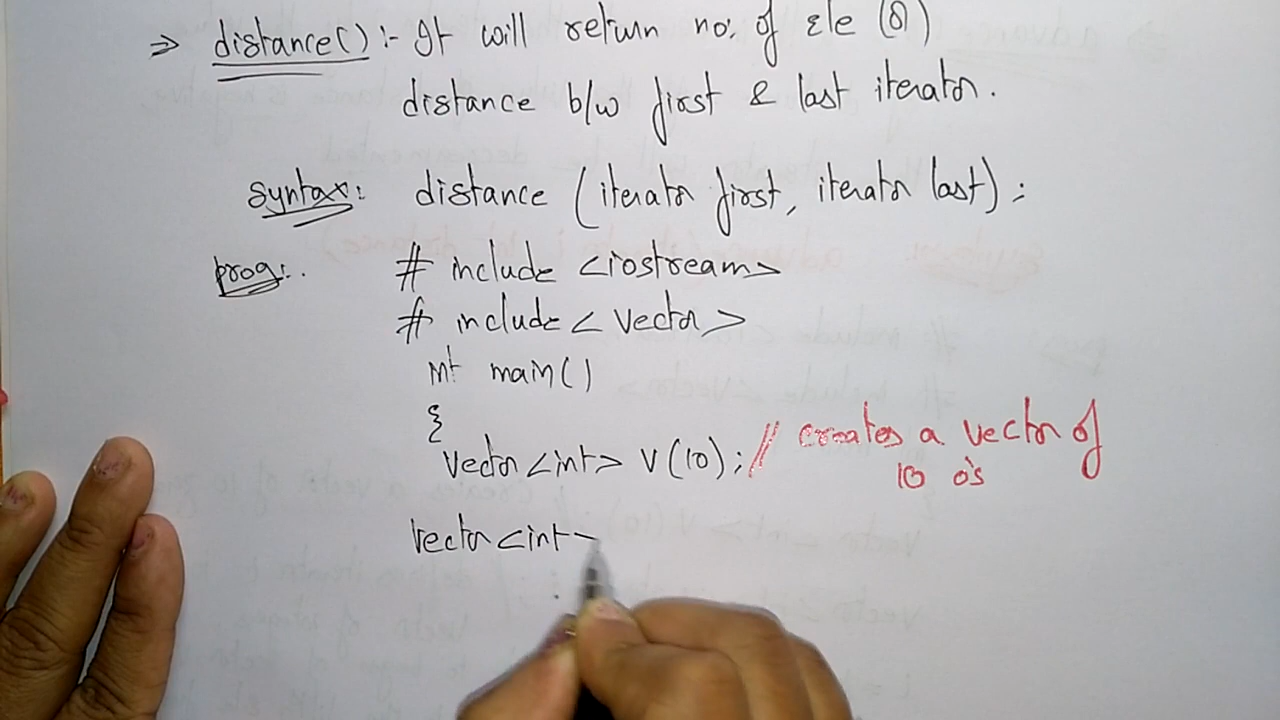 ⇒ distance() :- It will return no. of ele (or)
distance b/w first & last iterator.
Syntax: distance (iterator first, iterator last);
prog:. # include <iostream>
# include < vector >
int main()
{
Vector <int> V(10); // creates a vector of
10 0's
Vector <int>